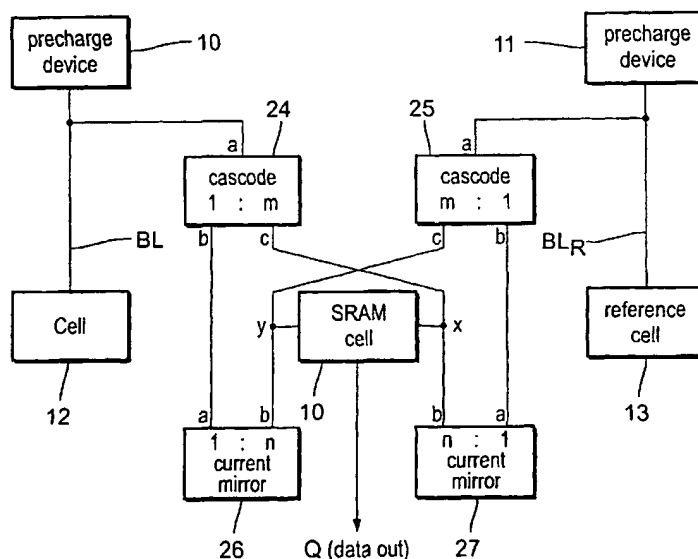 precharge
device
10
11
precharge
device
24
25
a
a
cascode
1 : m
cascode
m : 1
b
c
c
b
BL
BLR
Cell
12
y
SRAM
cell
x
reference
cell
13
10
a
b
b
a
1 : n
current
mirror
n : 1
current
mirror
26
Q (data out)
27